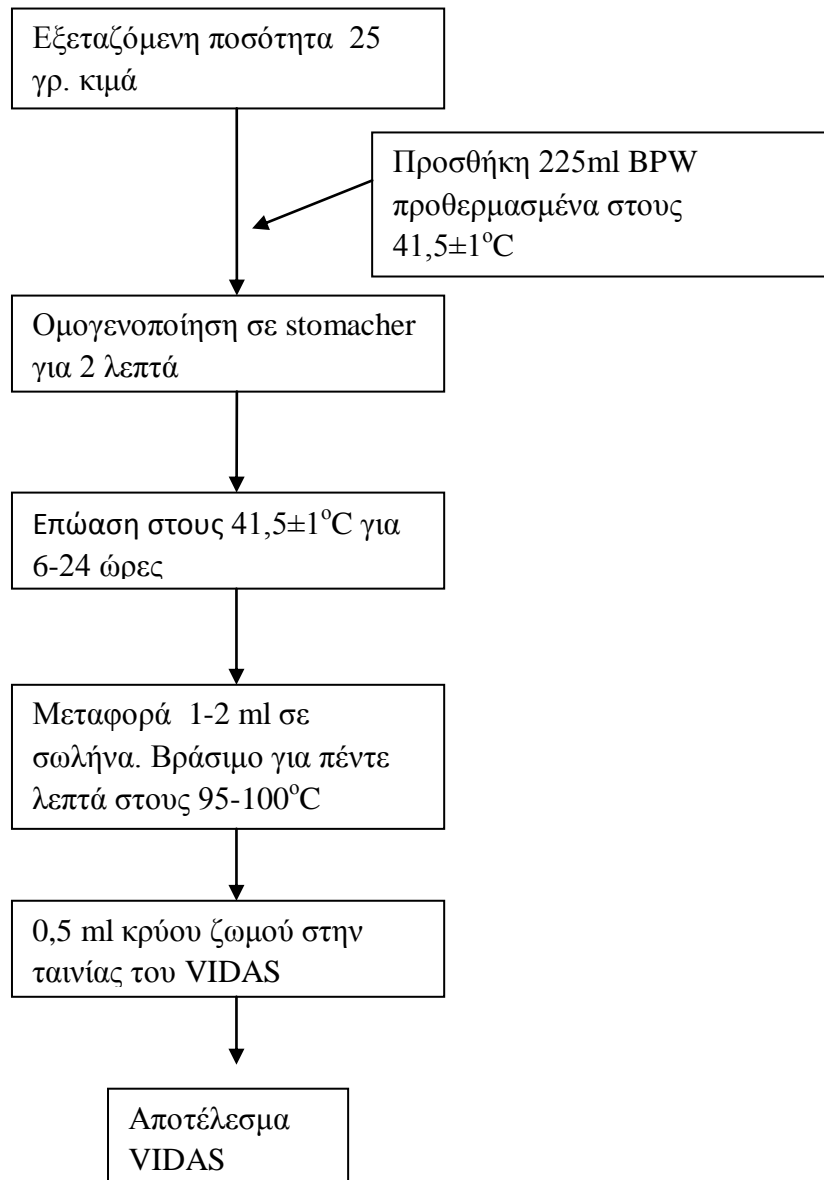 Εξεταζόμενη ποσότητα  25
γρ. κιμά
Προσθήκη 225ml BPW
προθερμασμένα στους
41,5±1°C
Ομογενοποίηση σε stomacher
για 2 λεπτά
Επώαση στους 41,5±1°C για
6-24 ώρες
Μεταφορά  1-2 ml σε
σωλήνα. Βράσιμο για πέντε
λεπτά στους 95-100°C
0,5 ml κρύου ζωμού στην
ταινίας του VIDAS
Αποτέλεσμα
VIDAS